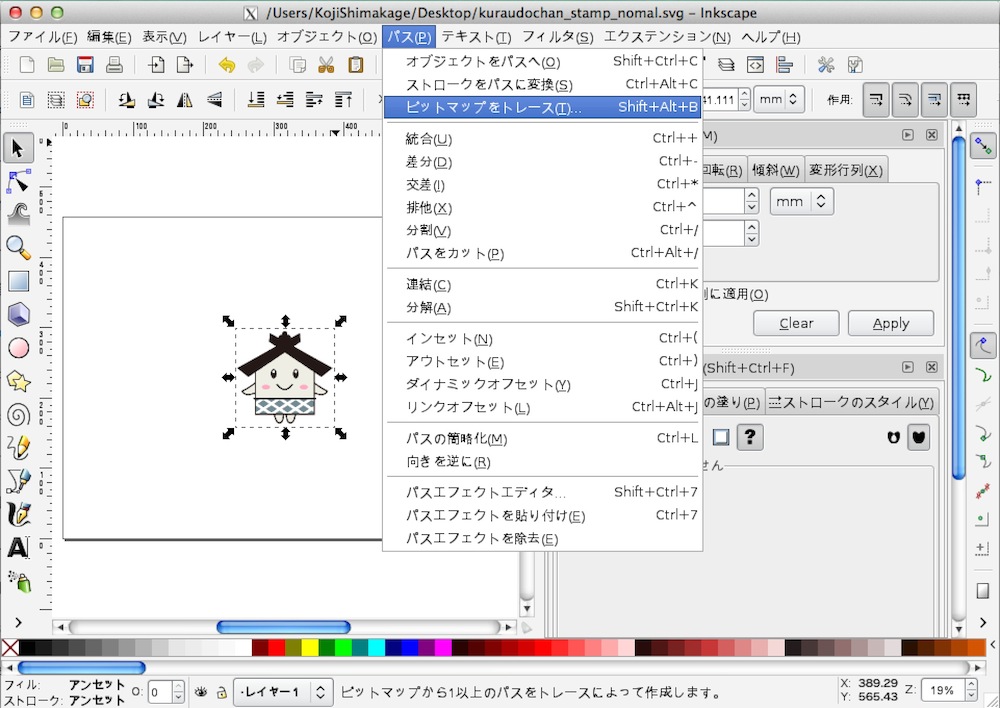 /Users/KojiShimakage/Desktop/kuraudochan_stamp_nomal.svg - Inkscape
ファイル(F) 編集(E) 表示(V) レイヤー(L) オブジェクト(O) パス(P) テキスト(T) フィルタ(S) エクステンション(N) ヘルプ(H)
オブジェクトをパスへ(O) Shift+Ctrl+C
ストロークをパスに変換(S) Ctrl+Alt+C
ビットマップをトレース(T)... Shift+Alt+B
統合(U) Ctrl++
差分(D) Ctrl+-
交差(I) Ctrl+*
排他(X) Ctrl+^
分割(V) Ctrl+/
パスをカット(P) Ctrl+Alt+/
連結(C) Ctrl+K
分解(A) Shift+Ctrl+K
インセット(N) Ctrl+(
アウトセット(E) Ctrl+)
ダイナミックオフセット(Y) Ctrl+J
リンクオフセット(L) Ctrl+Alt+J
パスの簡略化(M) Ctrl+L
向きを逆に(R)
パスエフェクトエディタ... Shift+Ctrl+7
パスエフェクトを貼り付け(E) Ctrl+7
パスエフェクトを除去(E)
41.111 mm 作用:
0 100 200 300 400
M)
回転(R) 傾斜(W) 変形行列(X)
mm
別に適用(O)
Clear Apply
(Shift+Ctrl+F)
の塗り(P) ストロークのスタイル(Y)
?
せん
500
400
300
200
100
0
フィル: アンセット
ストローク: アンセット
O: 0
·レイヤー1
ビットマップから1以上のパスをトレースによって作成します。
X: 389.29
Y: 565.43
Z: 19%